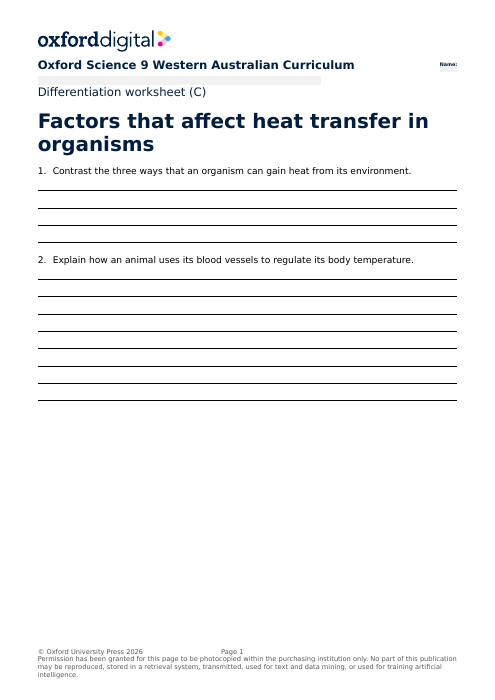 oxforddigital
Oxford Science 9 Western Australian Curriculum
Name:
Differentiation worksheet (C)
Factors that affect heat transfer in
organisms
1. Contrast the three ways that an organism can gain heat from its environment.
2. Explain how an animal uses its blood vessels to regulate its body temperature.
© Oxford University Press 2026 Page 1
Permission has been granted for this page to be photocopied within the purchasing institution only. No part of this publication
may be reproduced, stored in a retrieval system, transmitted, used for text and data mining, or used for training artificial
intelligence.